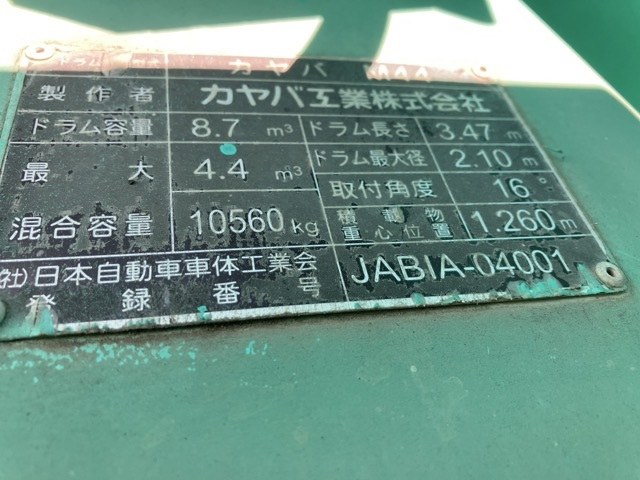 ドラム カヤバ M44
製作者 カヤバ工業株式会社
ドラム容量 8.7 m³ ドラム長さ 3.47 m
最大 4.4 m³ ドラム最大径 2.10 m
取付角度 16°
混合容量 10560 kg 積載物重心位置 1.260 m
社)日本自動車車体工業会
登録番号 JABIA-04001